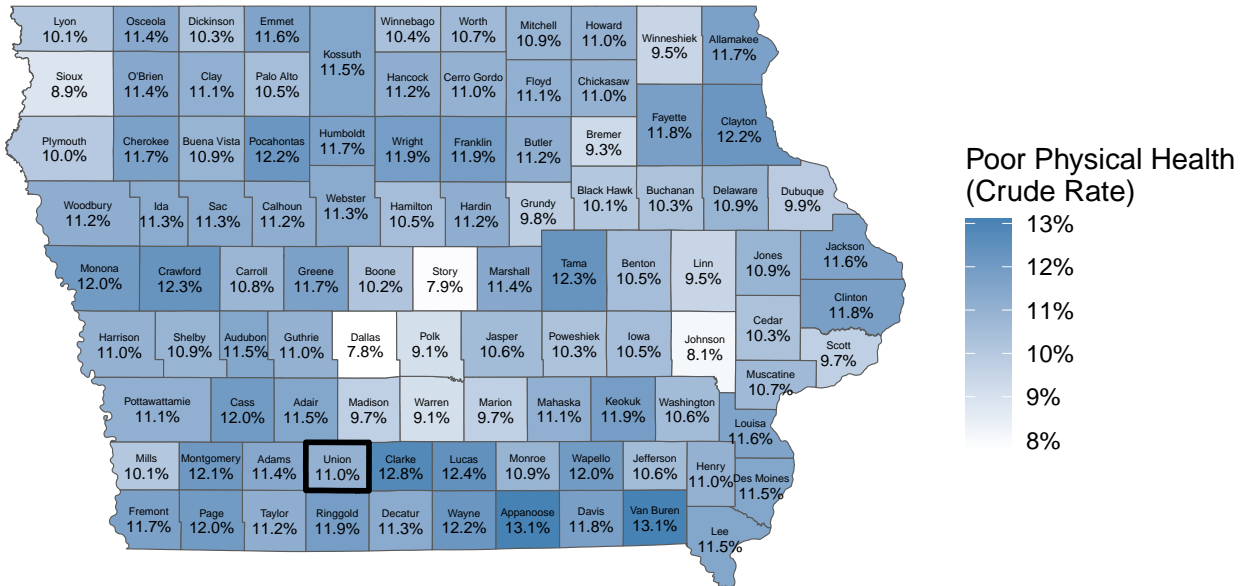 Lyon
10.1%
Osceola
11.4%
Dickinson
10.3%
Emmet
11.6%
Kossuth
11.5%
Winnebago
10.4%
Worth
10.7%
Mitchell
10.9%
Howard
11.0%
Winneshiek
9.5%
Allamakee
11.7%
Sioux
8.9%
O'Brien
11.4%
Clay
11.1%
Palo Alto
10.5%
Hancock
11.2%
Cerro Gordo
11.0%
Floyd
11.1%
Chickasaw
11.0%
Fayette
11.8%
Clayton
12.2%
Plymouth
10.0%
Cherokee
11.7%
Buena Vista
10.9%
Pocahontas
12.2%
Humboldt
11.7%
Wright
11.9%
Franklin
11.9%
Butler
11.2%
Bremer
9.3%
Woodbury
11.2%
Ida
11.3%
Sac
11.3%
Calhoun
11.2%
Webster
11.3%
Hamilton
10.5%
Hardin
11.2%
Grundy
9.8%
Black Hawk
10.1%
Buchanan
10.3%
Delaware
10.9%
Dubuque
9.9%
Monona
12.0%
Crawford
12.3%
Carroll
10.8%
Greene
11.7%
Boone
10.2%
Story
7.9%
Marshall
11.4%
Tama
12.3%
Benton
10.5%
Linn
9.5%
Jones
10.9%
Jackson
11.6%
Clinton
11.8%
Harrison
11.0%
Shelby
10.9%
Audubon
11.5%
Guthrie
11.0%
Dallas
7.8%
Polk
9.1%
Jasper
10.6%
Poweshiek
10.3%
Iowa
10.5%
Johnson
8.1%
Cedar
10.3%
Scott
9.7%
Muscatine
10.7%
Pottawattamie
11.1%
Cass
12.0%
Adair
11.5%
Madison
9.7%
Warren
9.1%
Marion
9.7%
Mahaska
11.1%
Keokuk
11.9%
Washington
10.6%
Louisa
11.6%
Mills
10.1%
Montgomery
12.1%
Adams
11.4%
Union
11.0%
Clarke
12.8%
Lucas
12.4%
Monroe
10.9%
Wapello
12.0%
Jefferson
10.6%
Henry
11.0%
Des Moines
11.5%
Fremont
11.7%
Page
12.0%
Taylor
11.2%
Ringgold
11.9%
Decatur
11.3%
Wayne
12.2%
Appanoose
13.1%
Davis
11.8%
Van Buren
13.1%
Lee
11.5%
Poor Physical Health
(Crude Rate)
13%
12%
11%
10%
9%
8%